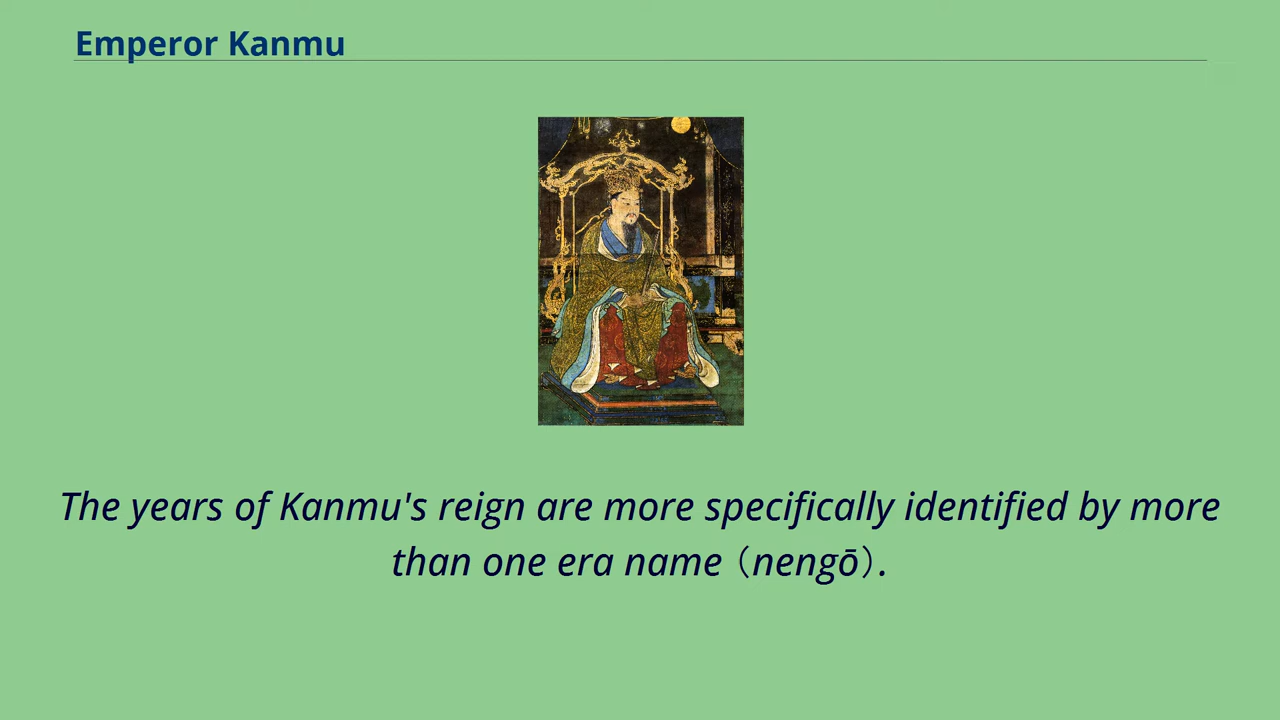 Emperor Kanmu
The years of Kanmu's reign are more specifically identified by more
than one era name（nengō）.